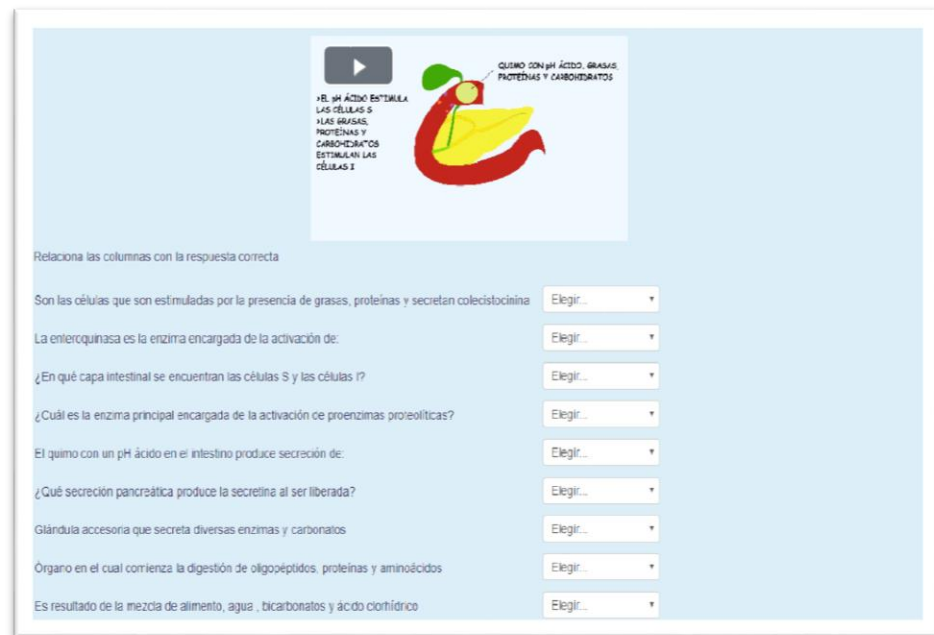 QUIMO CON pH ÁCIDO, GRASAS,
PROTEÍNAS Y CARBOHIDRATOS
>EL pH ÁCIDO ESTIMULA
LAS CÉLULAS S
>LAS GRASAS,
PROTEÍNAS Y
CARBOHIDRATOS
ESTIMULAN LAS
CÉLULAS I
Relaciona las columnas con la respuesta correcta
Son las células que son estimuladas por la presencia de grasas, proteínas y secretan colecistocinina Elegir...
La enteroquinasa es la enzima encargada de la activación de: Elegir...
¿En qué capa intestinal se encuentran las células S y las células I? Elegir...
¿Cuál es la enzima principal encargada de la activación de proenzimas proteolíticas? Elegir...
El quimo con un pH ácido en el intestino produce secreción de: Elegir...
¿Qué secreción pancreática produce la secretina al ser liberada? Elegir...
Glándula accesoria que secreta diversas enzimas y carbonatos Elegir...
Órgano en el cual comienza la digestión de oligopéptidos, proteínas y aminoácidos Elegir...
Es resultado de la mezcla de alimento, agua , bicarbonatos y ácido clorhídrico Elegir...